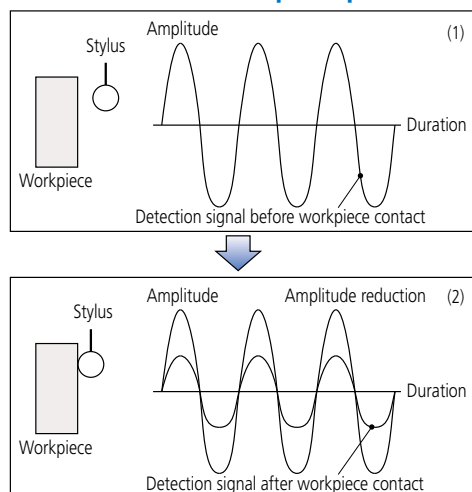 Amplitude
(1)
Stylus
Duration
Workpiece
Detection signal before workpiece contact
Amplitude
Amplitude reduction
(2)
Stylus
Duration
Workpiece
Detection signal after workpiece contact